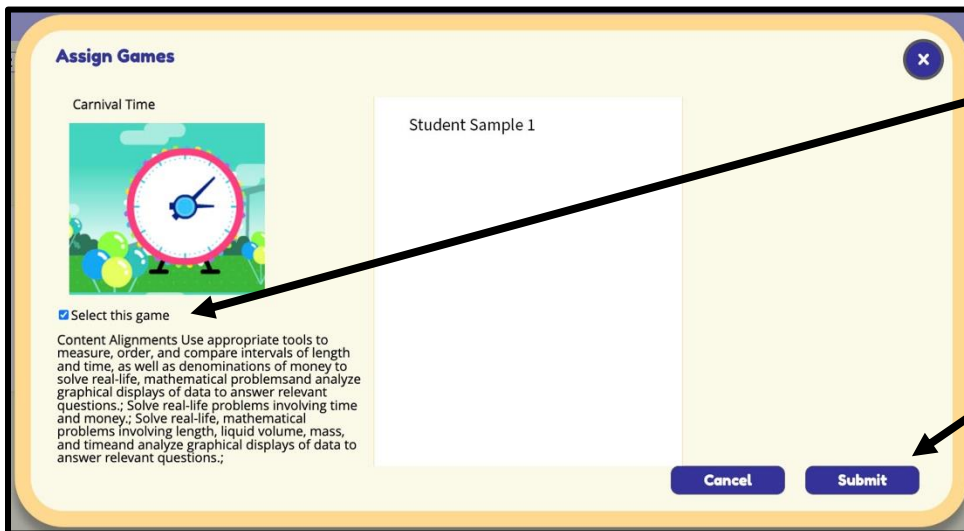 Assign Games
x
Carnival Time
Student Sample 1
Select this game
Content Alignments Use appropriate tools to
measure, order, and compare intervals of length
and time, as well as denominations of money to
solve real-life, mathematical problemsand analyze
graphical displays of data to answer relevant
questions.; Solve real-life problems involving time
and money.; Solve real-life, mathematical
problems involving length, liquid volume, mass,
and timeand analyze graphical displays of data to
answer relevant questions.;
Cancel
Submit